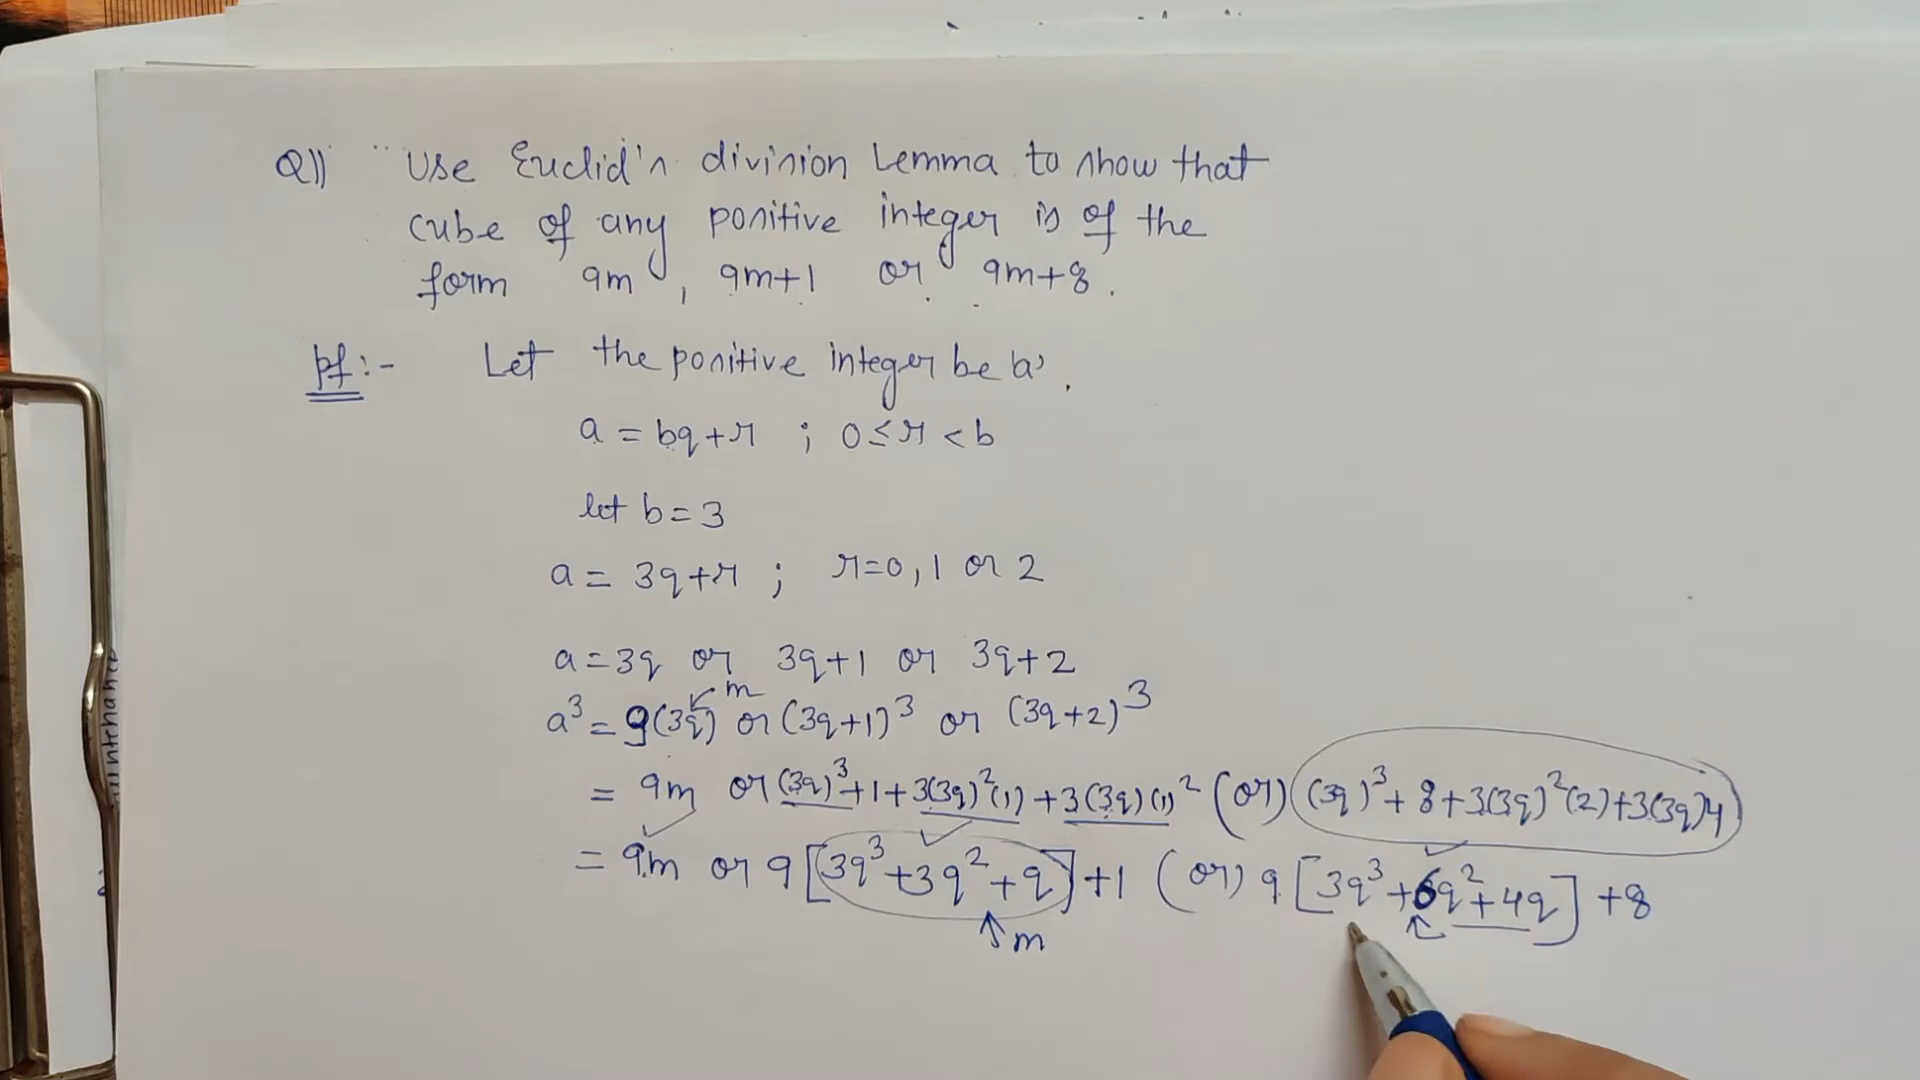 Q1) Use Euclid's division Lemma to show that
cube of any positive integer is of the
form 9m, 9m+1 or 9m+8.
Pf:- Let the positive integer be 'a'.
a = bq+r ; 0≤r<b
let b=3
a = 3q+r ; r=0,1 or 2
a=3q or 3q+1 or 3q+2
m
a³ = 9(3q) or (3q+1)³ or (3q+2)³
= 9m or (3q)³+1+3(3q)²(1)+3(3q)(1)² (or) (3q)³+8+3(3q)²(2)+3(3q)4
= 9m or 9[3q³+3q²+q]+1 (or) 9[3q³+6q²+4q]+8
m